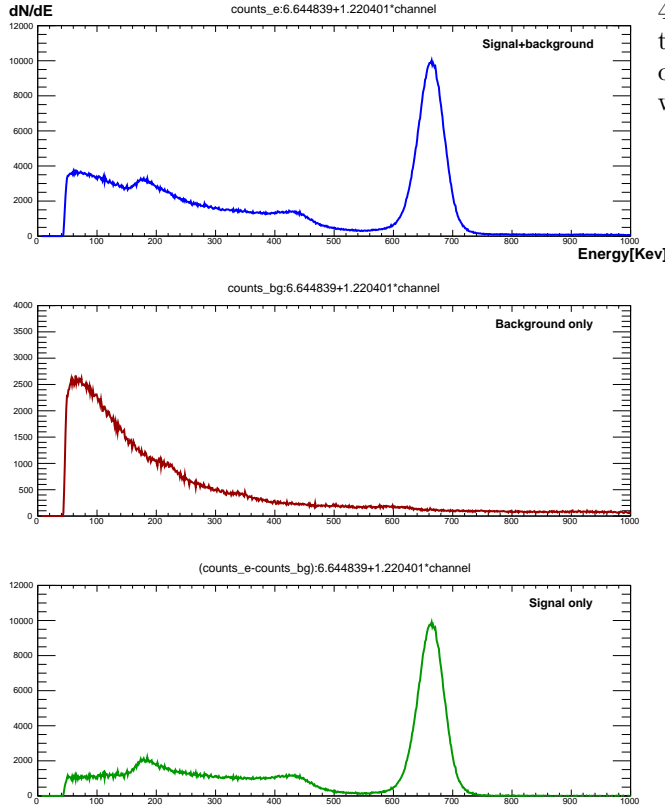 dN/dE
counts_e:6.644839+1.220401*channel
12000
10000
8000
6000
4000
2000
0
Signal+background
0 100 200 300 400 500 600 700 800 900 1000
Energy[Kev]
counts_bg:6.644839+1.220401*channel
4000
3500
3000
2500
2000
1500
1000
500
0
Background only
0 100 200 300 400 500 600 700 800 900 1000
(counts_e-counts_bg):6.644839+1.220401*channel
12000
10000
8000
6000
4000
2000
0
Signal only
0 100 200 300 400 500 600 700 800 900 1000
4
t
o
w